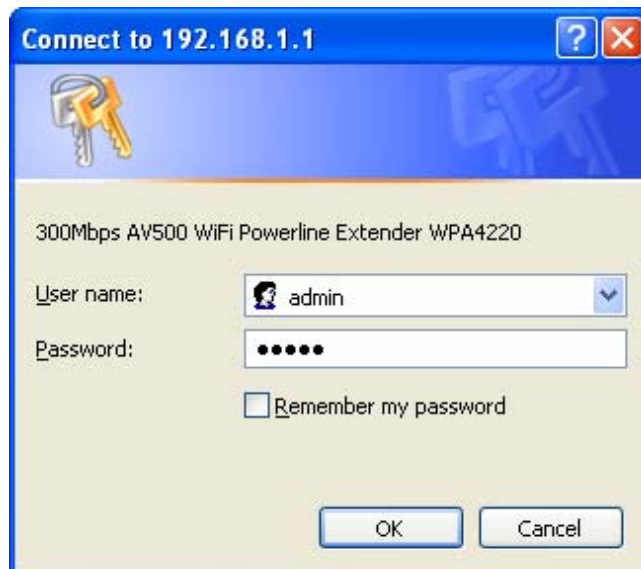 Connect to 192.168.1.1
300Mbps AV500 WiFi Powerline Extender WPA4220
User name:
admin
Password:
•••••
Remember my password
OK
Cancel